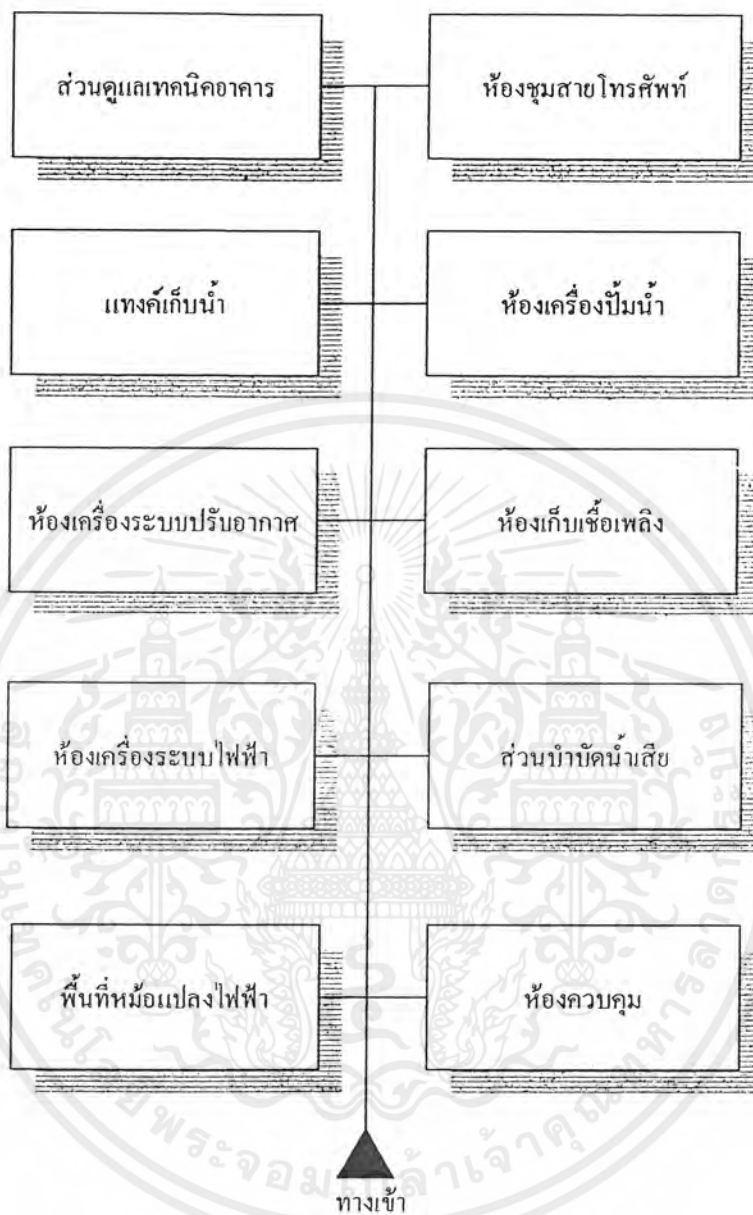 ส่วนดูแลเทคนิคอาคาร
ห้องชุมสายโทรศัพท์
แทงค์เก็บน้ำ
ห้องเครื่องปั้มน้ำ
ห้องเครื่องระบบปรับอากาศ
ห้องเก็บเชื้อเพลิง
ห้องเครื่องระบบไฟฟ้า
ส่วนบำบัดน้ำเสีย
พื้นที่หม้อแปลงไฟฟ้า
ห้องควบคุม
ทางเข้า